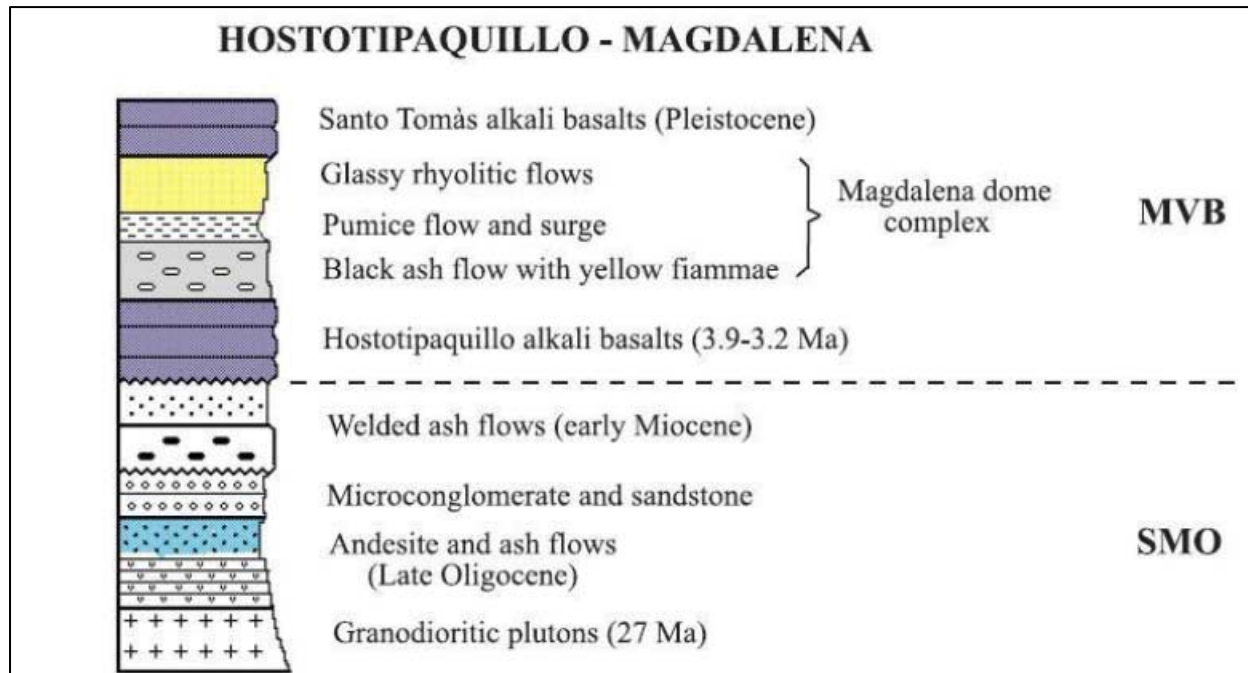 HOSTOTIPAQUILLO - MAGDALENA
Santo Tomàs alkali basalts (Pleistocene)
Glassy rhyolitic flows
Pumice flow and surge
Black ash flow with yellow fiammae
Magdalena dome
complex
MVB
Hostotipaquillo alkali basalts (3.9-3.2 Ma)
Welded ash flows (early Miocene)
Microconglomerate and sandstone
Andesite and ash flows
(Late Oligocene)
SMO
Granodioritic plutons (27 Ma)